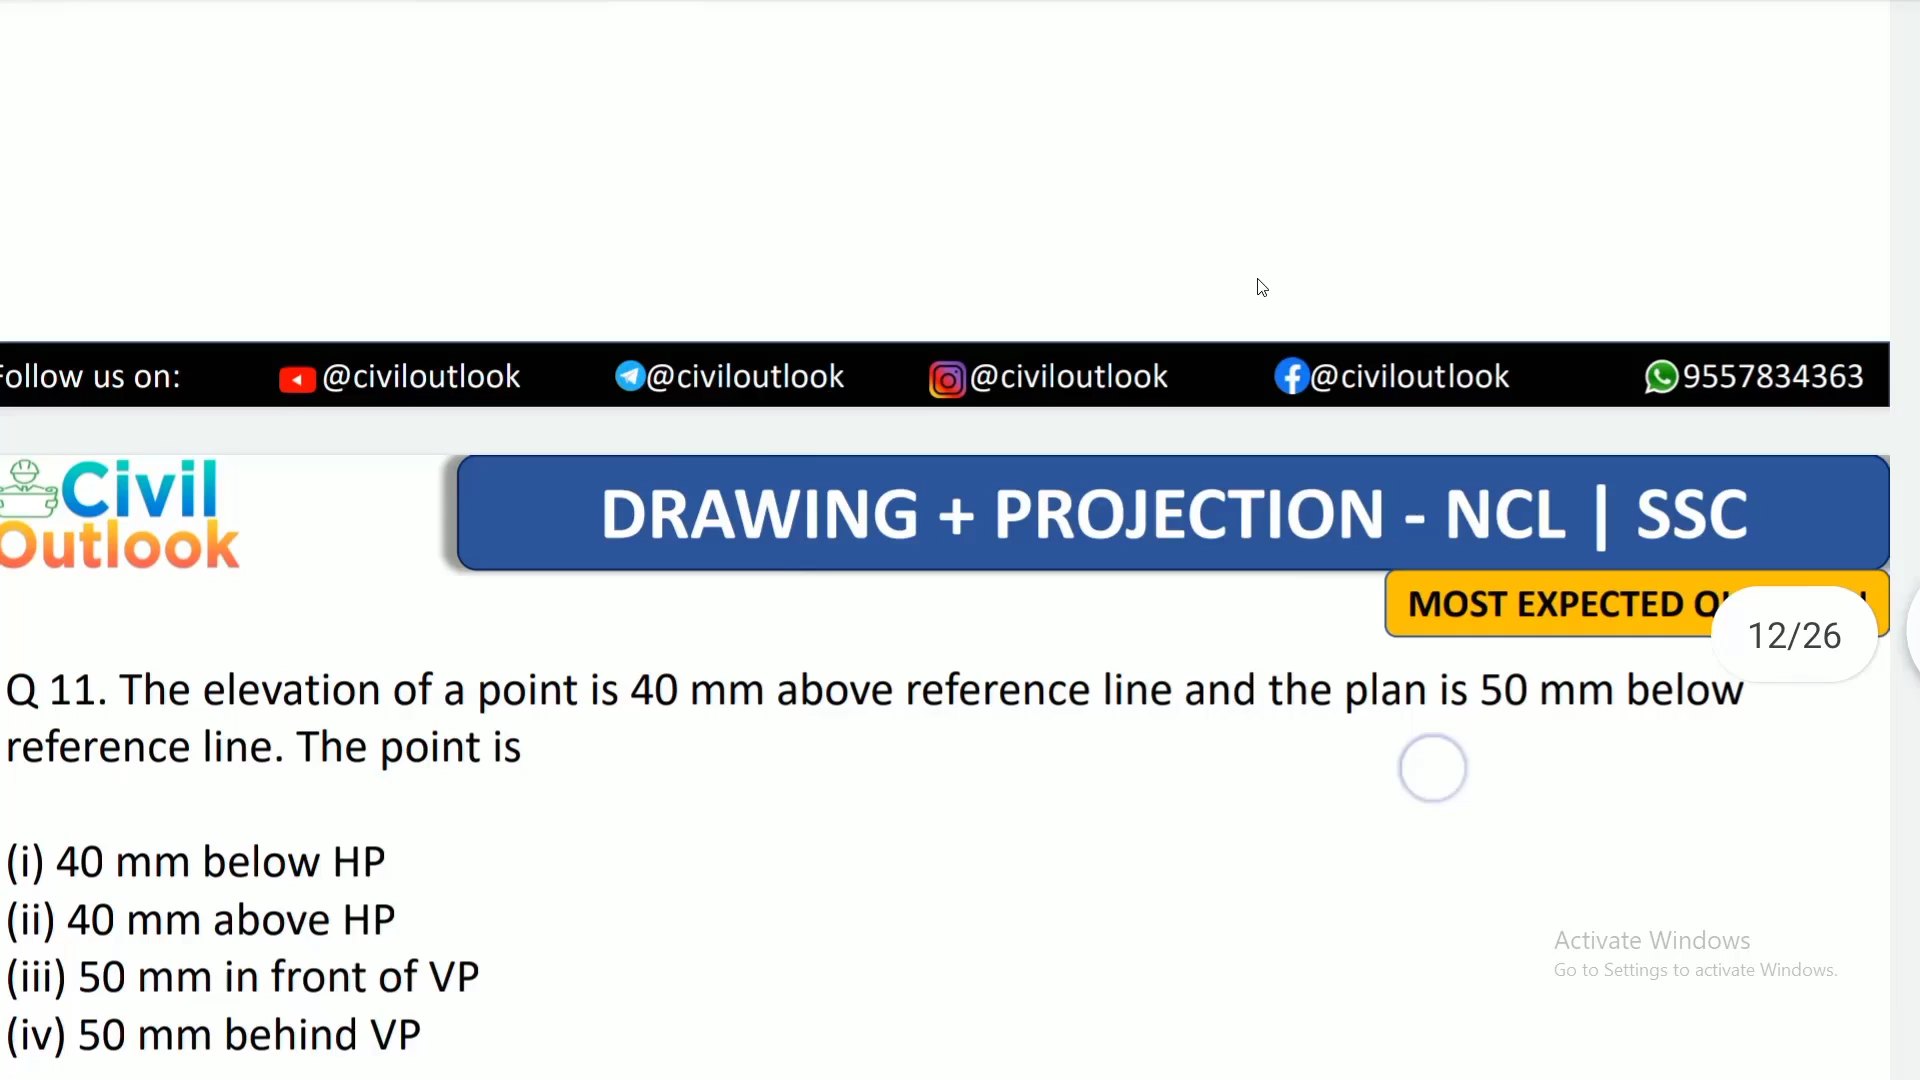 Follow us on: @civiloutlook @civiloutlook @civiloutlook @civiloutlook 9557834363
Civil
Outlook
DRAWING + PROJECTION - NCL | SSC
MOST EXPECTED
12/26
Q 11. The elevation of a point is 40 mm above reference line and the plan is 50 mm below
reference line. The point is
(i) 40 mm below HP
(ii) 40 mm above HP
(iii) 50 mm in front of VP
(iv) 50 mm behind VP
Activate Windows
Go to Settings to activate Windows.